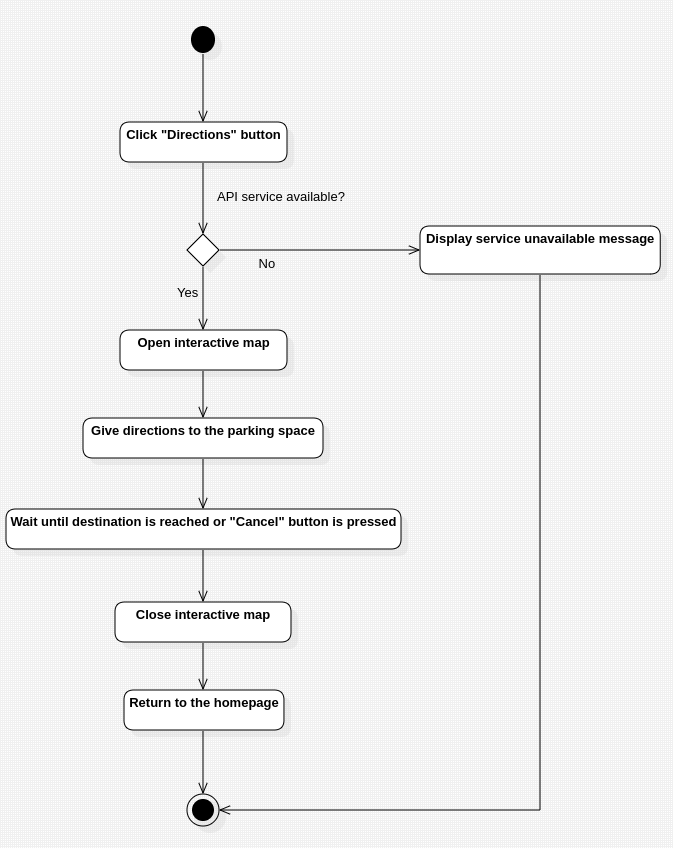 Click "Directions" button
API service available?
Display service unavailable message
No
Yes
Open interactive map
Give directions to the parking space
Wait until destination is reached or "Cancel" button is pressed
Close interactive map
Return to the homepage